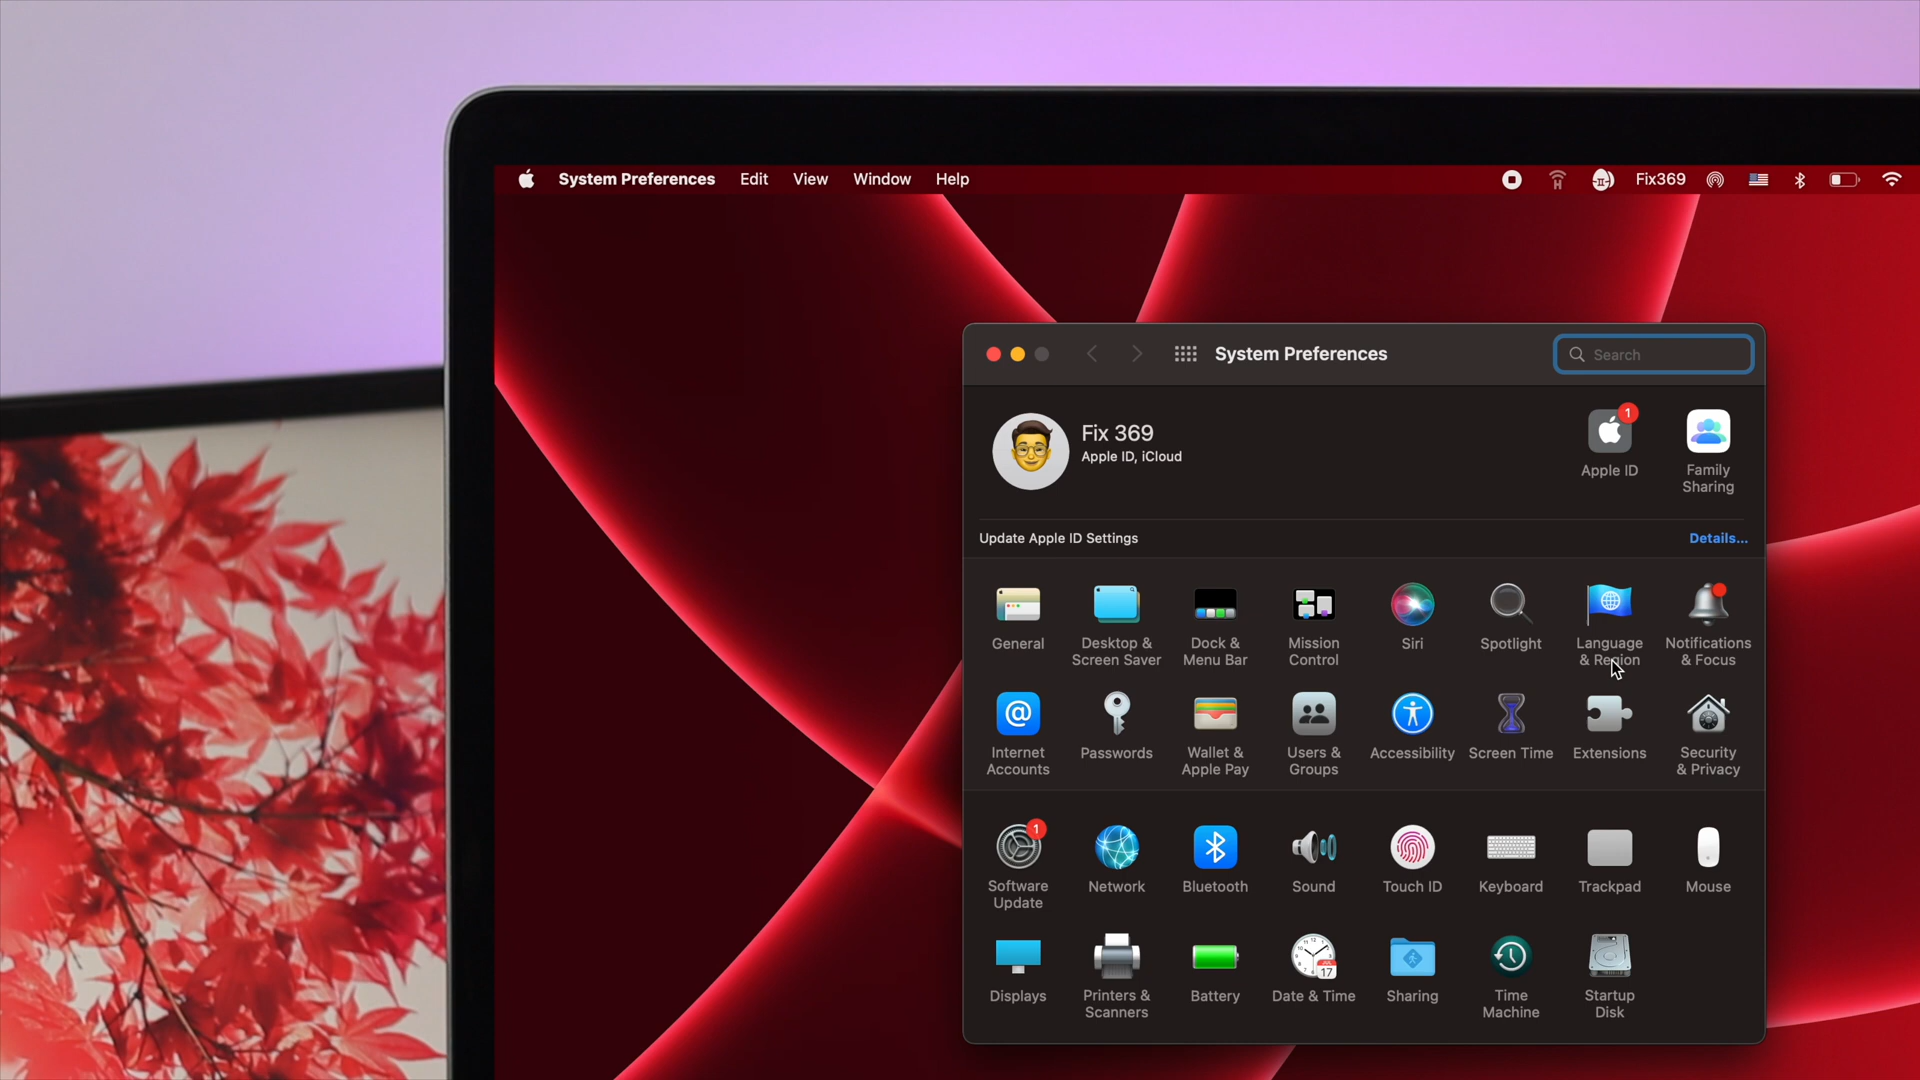 System Preferences Edit View Window Help Fix369
System Preferences
Search
Fix 369
Apple ID, iCloud
1
Apple ID
Family
Sharing
Update Apple ID Settings
Details...
General
Desktop &
Screen Saver
Dock &
Menu Bar
Mission
Control
Siri
Spotlight
Language
& Region
Notifications
& Focus
@
Internet
Accounts
Passwords
Wallet &
Apple Pay
Users &
Groups
Accessibility
Screen Time
Extensions
Security
& Privacy
1
Software
Update
Network
Bluetooth
Sound
Touch ID
Keyboard
Trackpad
Mouse
Displays
Printers &
Scanners
Battery
JUL
17
Date & Time
Sharing
Time
Machine
Startup
Disk